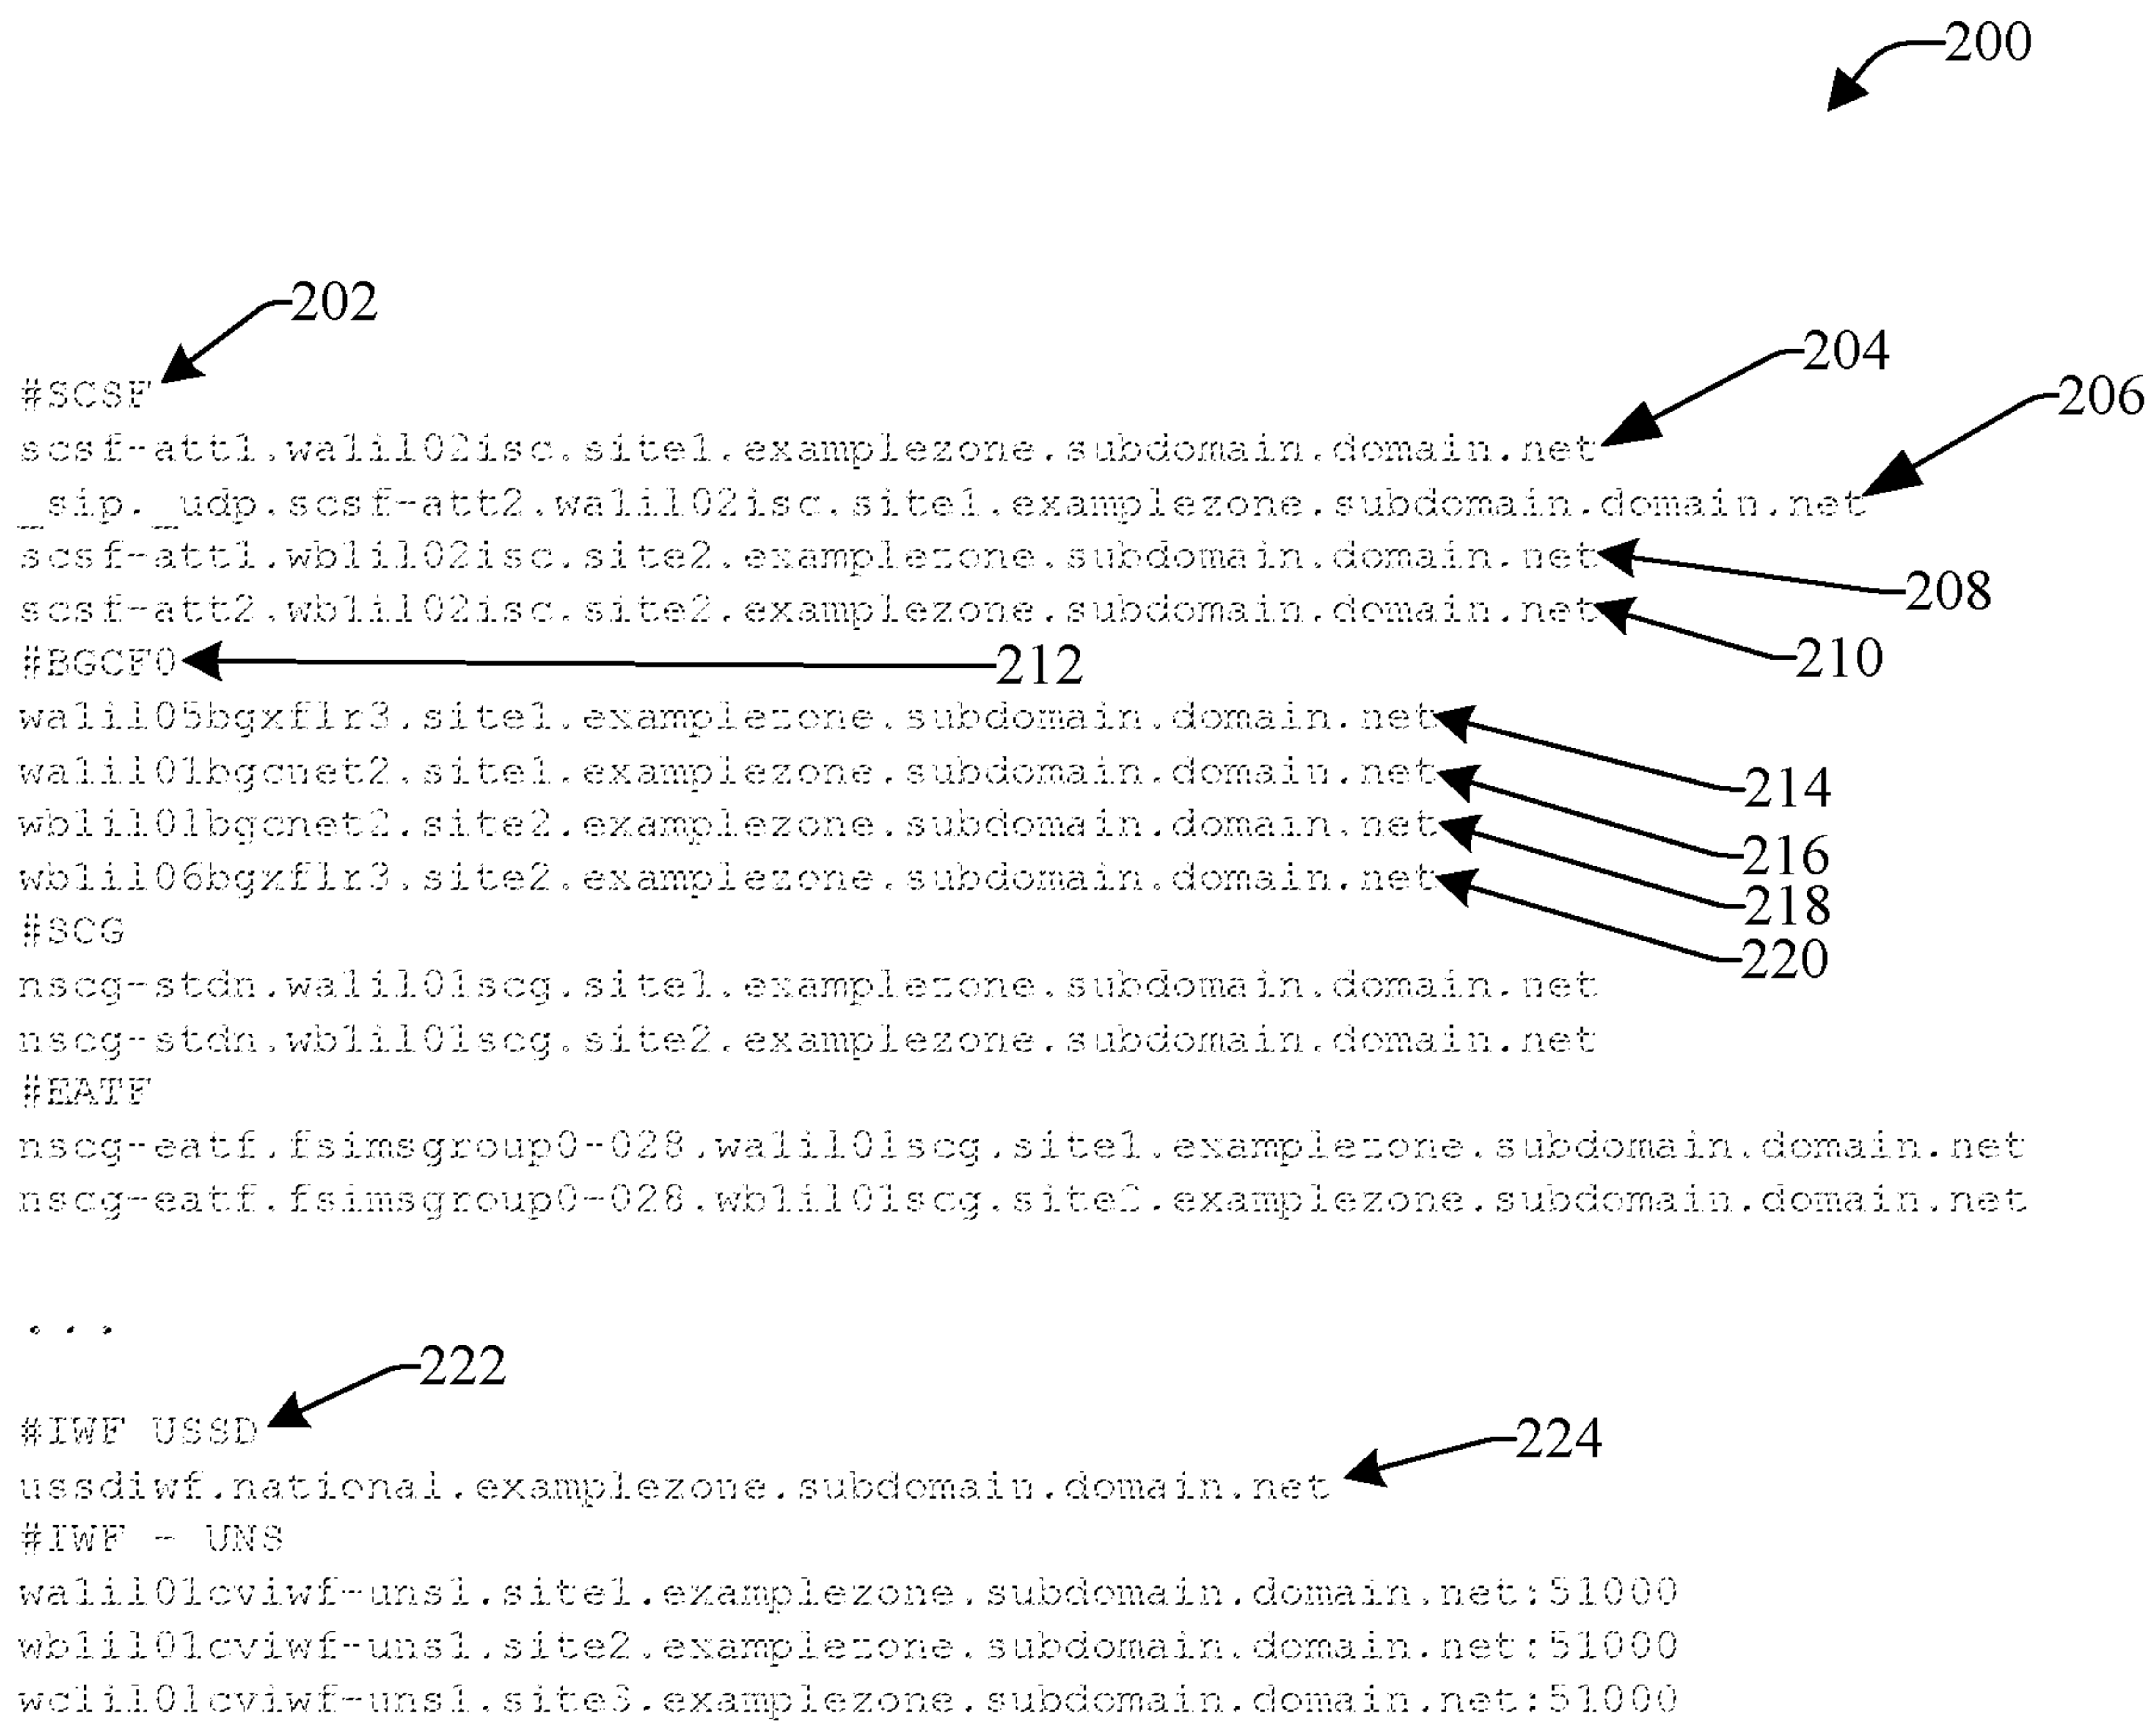 200
202
#SCSF
204
scsf-att1.wa1il02isc.site1.examplezone.subdomain.domain.net
206
_sip._udp.scsf-att2.wa1il02isc.site1.examplezone.subdomain.domain.net
scsf-att1.wb1il02isc.site2.examplezone.subdomain.domain.net
208
scsf-att2.wb1il02isc.site2.examplezone.subdomain.domain.net
210
#BGCF0
212
wa1il05bgxflr3.site1.examplezone.subdomain.domain.net
214
wa1il01bgcnet2.site1.examplezone.subdomain.domain.net
216
wb1il01bgcnet2.site2.examplezone.subdomain.domain.net
218
wb1il06bgxflr3.site2.examplezone.subdomain.domain.net
220
#SCG
nscg-stdn.wa1il01scg.site1.examplezone.subdomain.domain.net
nscg-stdn.wb1il01scg.site2.examplezone.subdomain.domain.net
#EATF
nscg-eatf.fsimsgroup0-028.wa1il01scg.site1.examplezone.subdomain.domain.net
nscg-eatf.fsimsgroup0-028.wb1il01scg.site2.examplezone.subdomain.domain.net
...
222
#IWF USSD
224
ussdiwf.national.examplezone.subdomain.domain.net
#IWF - UNS
wa1il01cviwf-uns1.site1.examplezone.subdomain.domain.net:51000
wb1il01cviwf-uns1.site2.examplezone.subdomain.domain.net:51000
wc1il01cviwf-uns1.site3.examplezone.subdomain.domain.net:51000